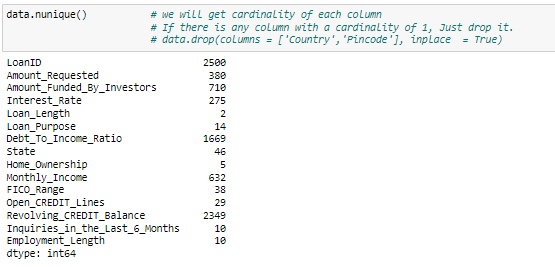 data.nunique() # we will get cardinality of each column
# If there is any column with a cardinality of 1, Just drop it.
# data.drop(columns = ['Country','Pincode'], inplace = True)
LoanID 2500
Amount_Requested 380
Amount_Funded_By_Investors 710
Interest_Rate 275
Loan_Length 2
Loan_Purpose 14
Debt_To_Income_Ratio 1669
State 46
Home_Ownership 5
Monthly_Income 632
FICO_Range 38
Open_CREDIT_Lines 29
Revolving_CREDIT_Balance 2349
Inquiries_in_the_Last_6_Months 10
Employment_Length 10
dtype: int64